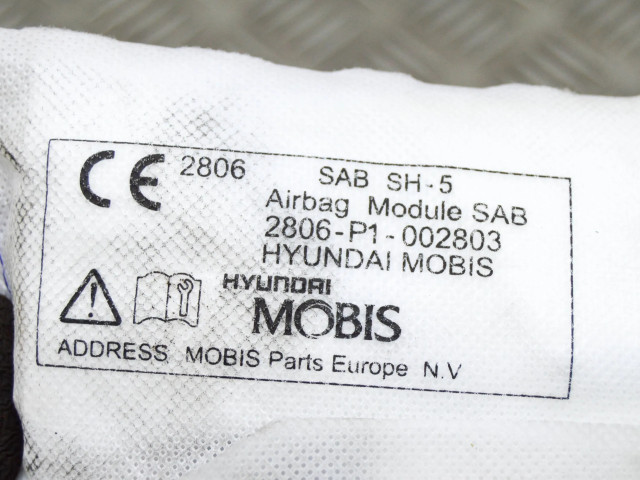 CE 2806 SAB SH-5
Airbag Module SAB
2806-P1-002803
HYUNDAI MOBIS
HYUNDAI
MOBIS
ADDRESS MOBIS Parts Europe N.V